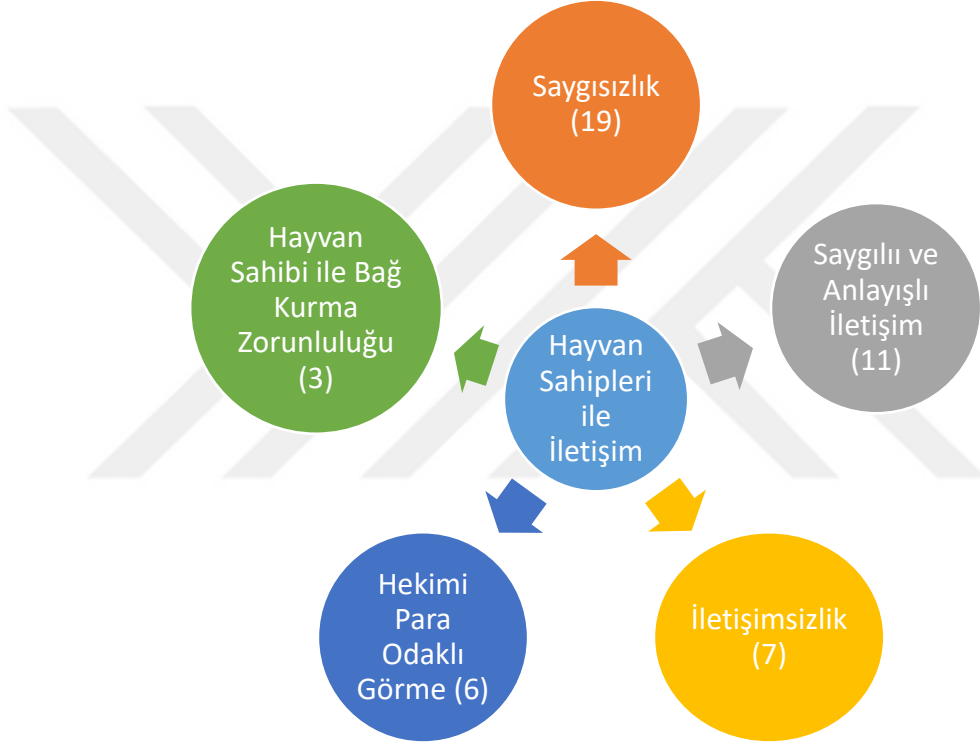 Saygısızlık
(19)
Hayvan
Sahibi ile Bağ
Kurma
Zorunluluğu
(3)
Saygılıı ve
Anlayışlı
İletişim
(11)
Hayvan
Sahipleri
ile
İletişim
Hekimi
Para
Odaklı
Görme (6)
İletişimsizlik
(7)